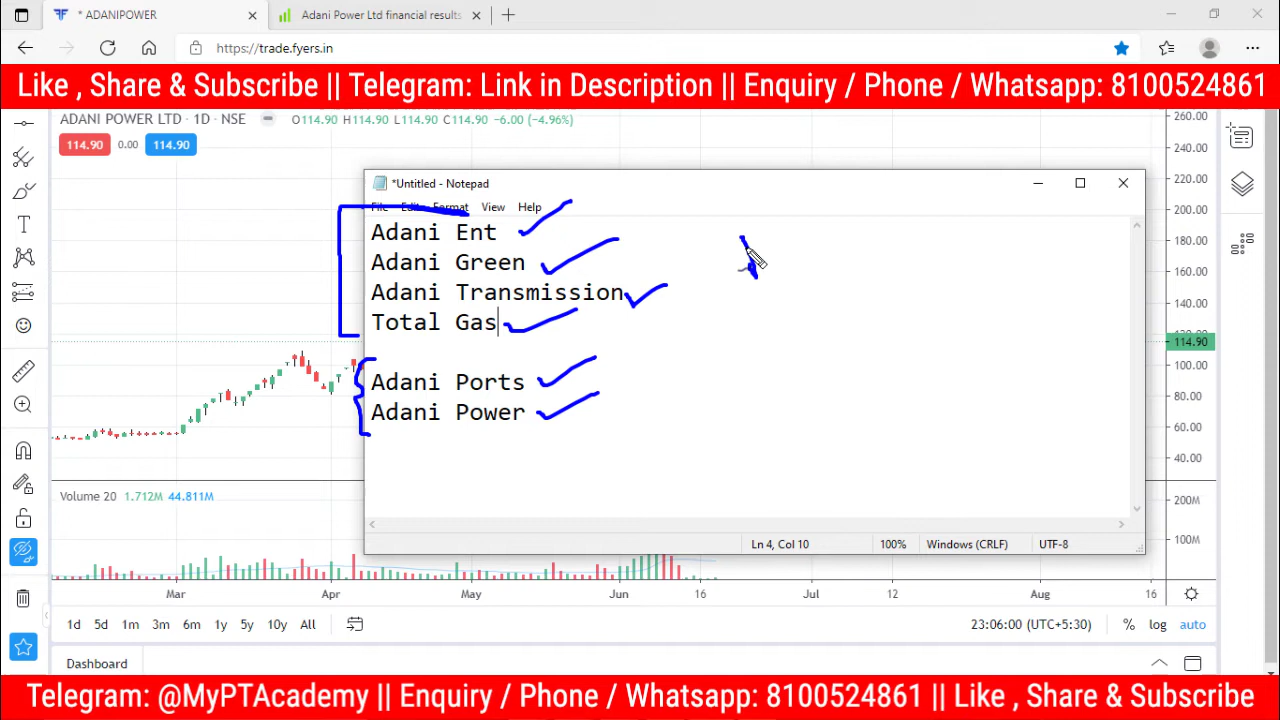 * ADANIPOWER
Adani Power Ltd financial results
https://trade.fyers.in
Like , Share & Subscribe || Telegram: Link in Description || Enquiry / Phone / Whatsapp: 8100524861
ADANI POWER LTD · 1D · NSE
O114.90 H114.90 L114.90 C114.90 −6.00 (−4.96%)
114.90 0.00 114.90
*Untitled - Notepad
File Edit Format View Help
Adani Ent
Adani Green
Adani Transmission
Total Gas
Adani Ports
Adani Power
Ln 4, Col 10 100% Windows (CRLF) UTF-8
260.00
240.00
220.00
200.00
180.00
160.00
140.00
120.00
114.90
100.00
80.00
60.00
40.00
Volume 20 1.712M 44.811M
200M
100M
Mar Apr May Jun 16 Jul 12 Aug
1d 5d 1m 3m 6m 1y 5y 10y All
23:06:00 (UTC+5:30) % log auto
Dashboard
Telegram: @MyPTAcademy || Enquiry / Phone / Whatsapp: 8100524861 || Like , Share & Subscribe